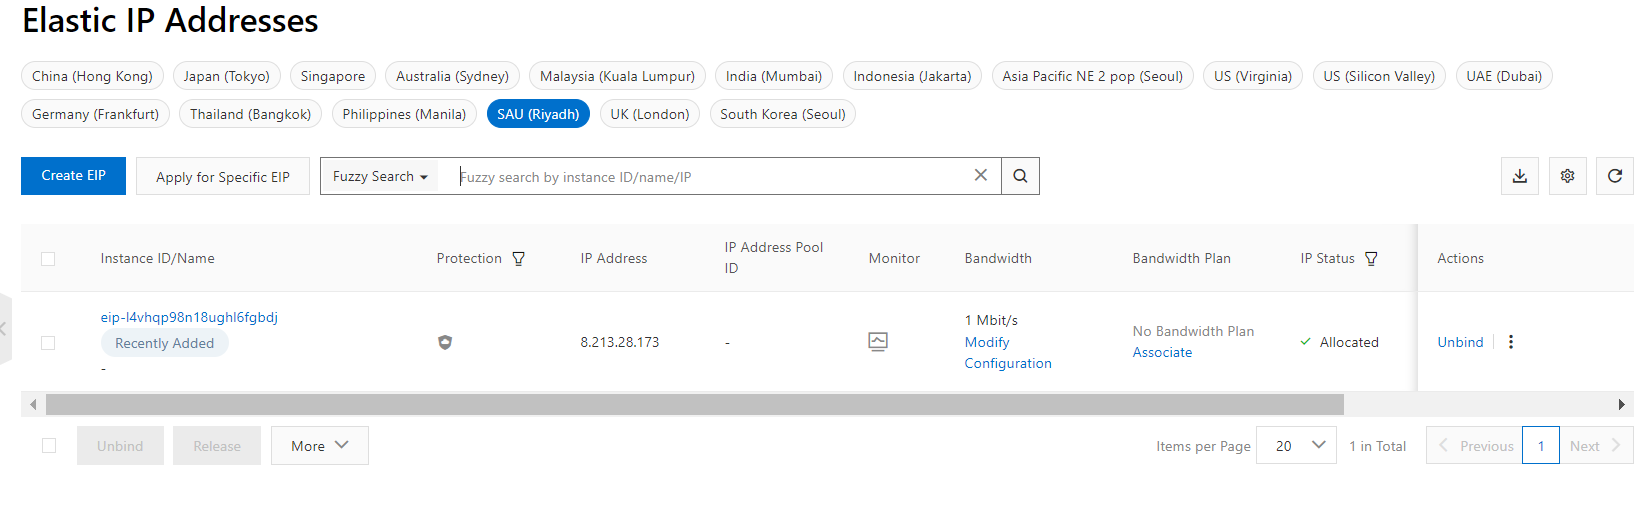 Elastic IP Addresses
China (Hong Kong) Japan (Tokyo) Singapore Australia (Sydney) Malaysia (Kuala Lumpur) India (Mumbai) Indonesia (Jakarta) Asia Pacific NE 2 pop (Seoul) US (Virginia) US (Silicon Valley) UAE (Dubai)
Germany (Frankfurt) Thailand (Bangkok) Philippines (Manila) SAU (Riyadh) UK (London) South Korea (Seoul)
Create EIP Apply for Specific EIP Fuzzy Search Fuzzy search by instance ID/name/IP
Instance ID/Name Protection IP Address IP Address Pool ID Monitor Bandwidth Bandwidth Plan IP Status Actions
eip-l4vhqp98n18ughl6fgbdj
Recently Added
-
8.213.28.173
-
1 Mbit/s
Modify
Configuration
No Bandwidth Plan
Associate
Allocated
Unbind
Unbind Release More Items per Page 20 1 in Total Previous 1 Next